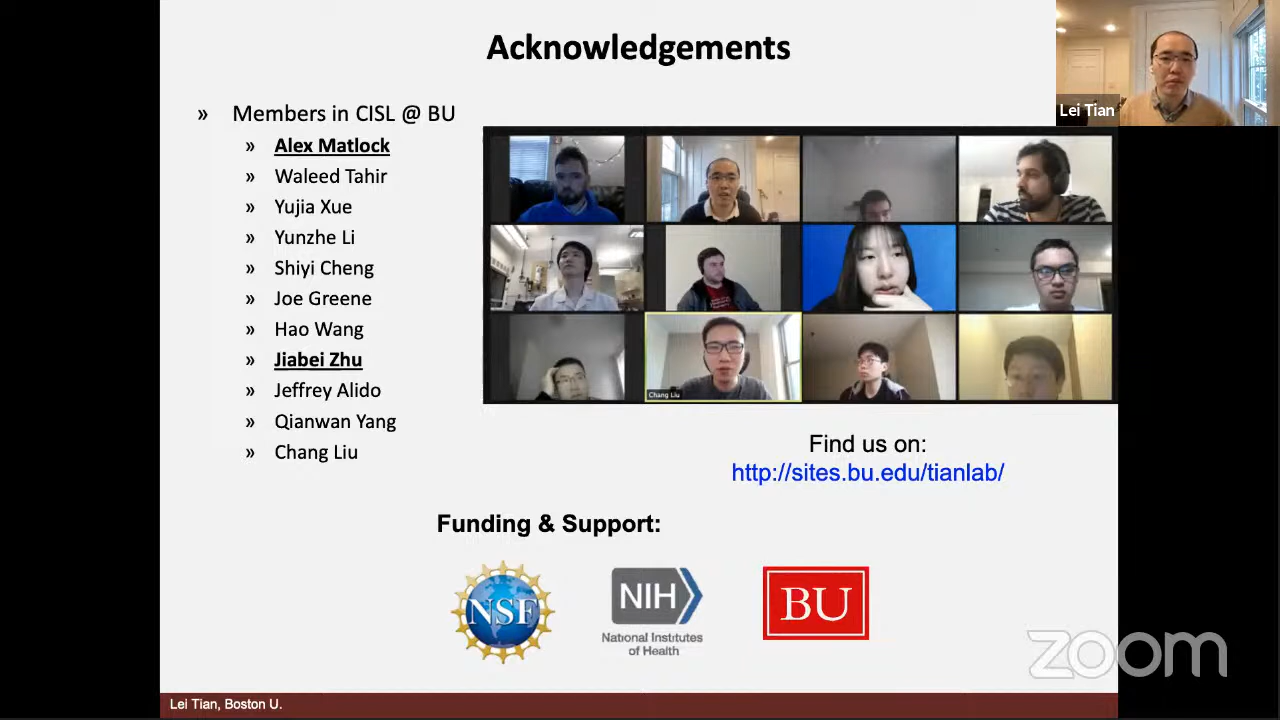 Acknowledgements
Lei Tian
» Members in CISL @ BU
» Alex Matlock
» Waleed Tahir
» Yujia Xue
» Yunzhe Li
» Shiyi Cheng
» Joe Greene
» Hao Wang
» Jiabei Zhu
» Jeffrey Alido
» Qianwan Yang
» Chang Liu
Chang Liu
Find us on:
http://sites.bu.edu/tianlab/
Funding & Support:
NSF
NIH
National Institutes
of Health
BU
zoom
Lei Tian, Boston U.